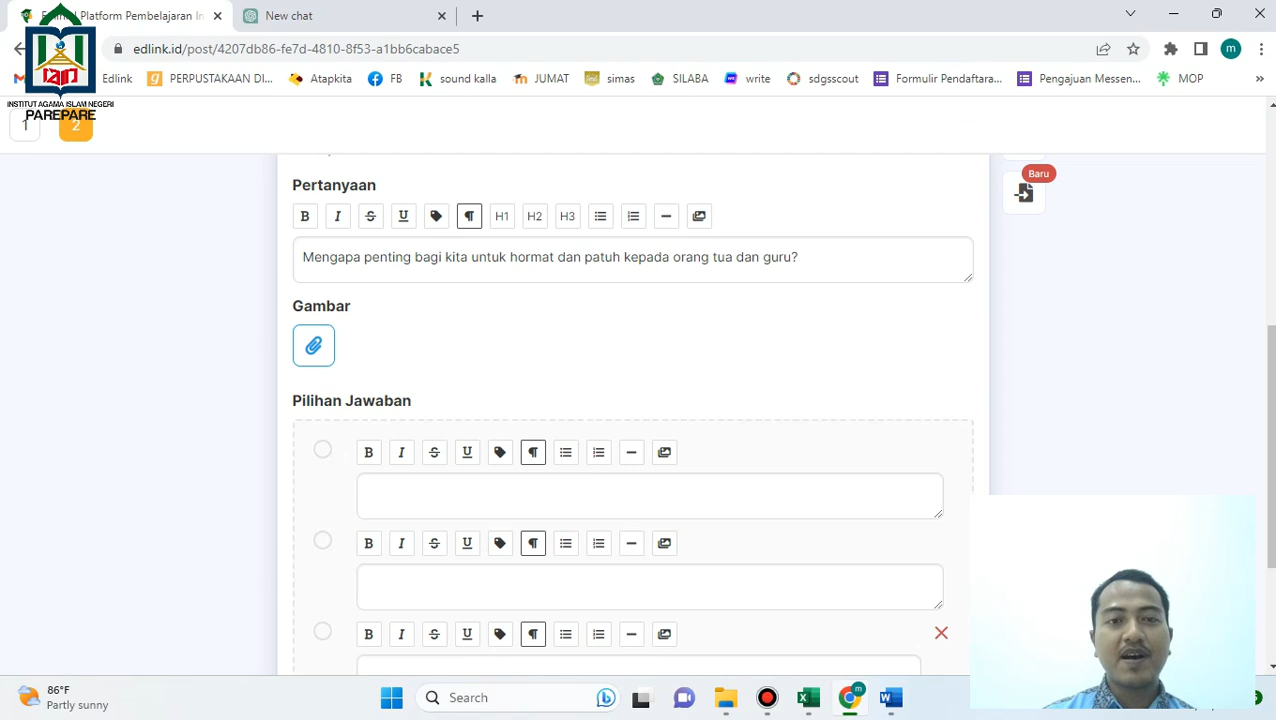 Edlink | Platform Pembelajaran In
New chat
edlink.id/post/4207db86-fe7d-4810-8f53-a1bb6cabace5
Edlink
PERPUSTAKAAN DI...
Atapkita
FB
sound kalla
JUMAT
simas
SILABA
write
sdgsscout
Formulir Pendaftara...
Pengajuan Messen...
MOP
»
iain
INSTITUT AGAMA ISLAM NEGERI
PAREPARE
1
2
Baru
Pertanyaan
B I S U ¶ H1 H2 H3
Mengapa penting bagi kita untuk hormat dan patuh kepada orang tua dan guru?
Gambar
Pilihan Jawaban
B I S U ¶
B I S U ¶
B I S U ¶
86°F
Partly sunny
Search